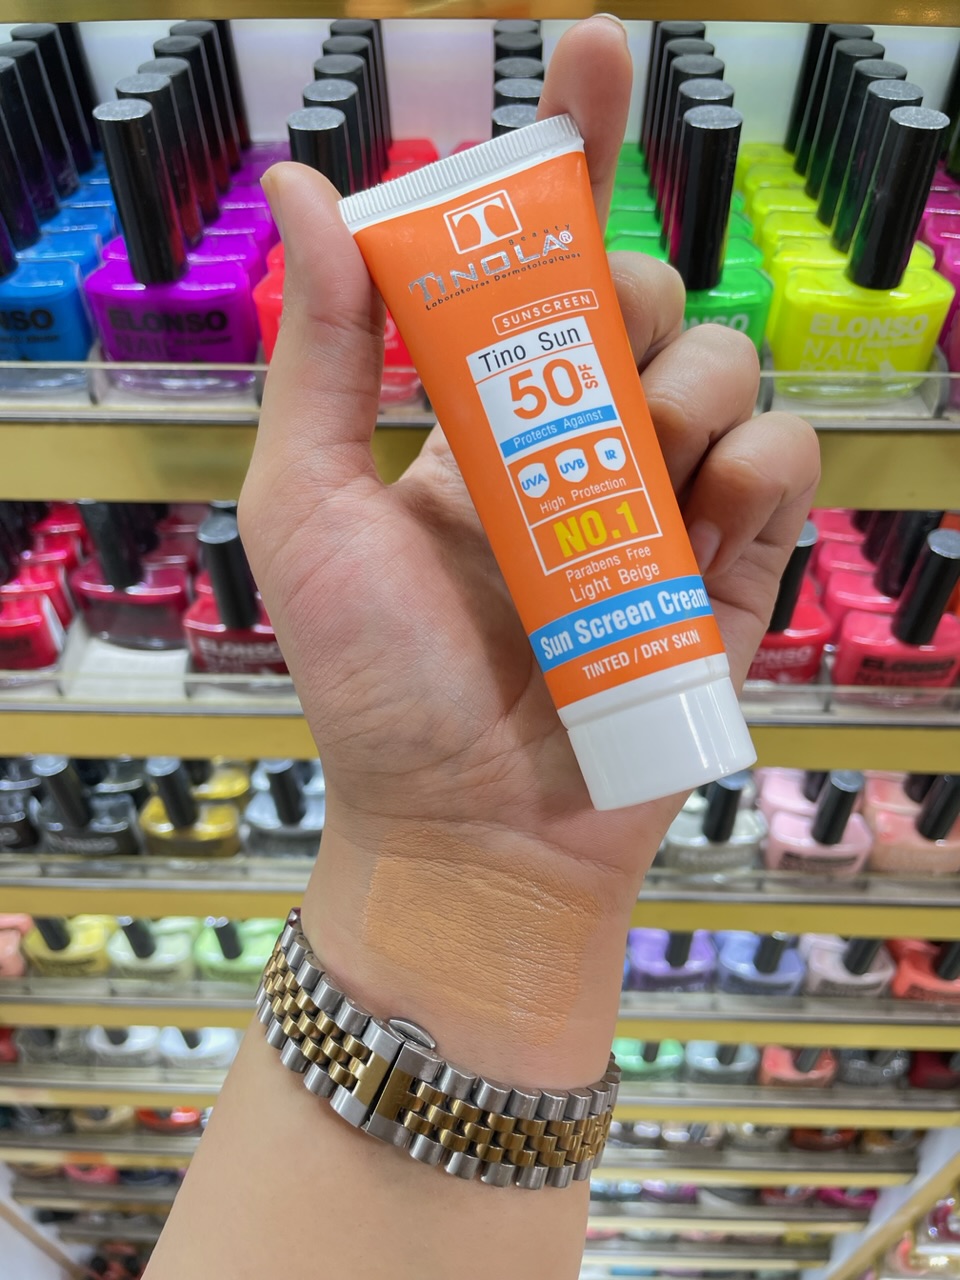 T
Beauty
TINOLA®
Laboratoires Dermatologiques
SUNSCREEN
Tino Sun
50 SPF
Protects Against
UVA UVB IR
High Protection
NO.1
Parabens Free
Light Beige
Sun Screen Cream
TINTED / DRY SKIN
ELONSO
NAIL
ELONSO
NAIL
ELONSO
ELONSO